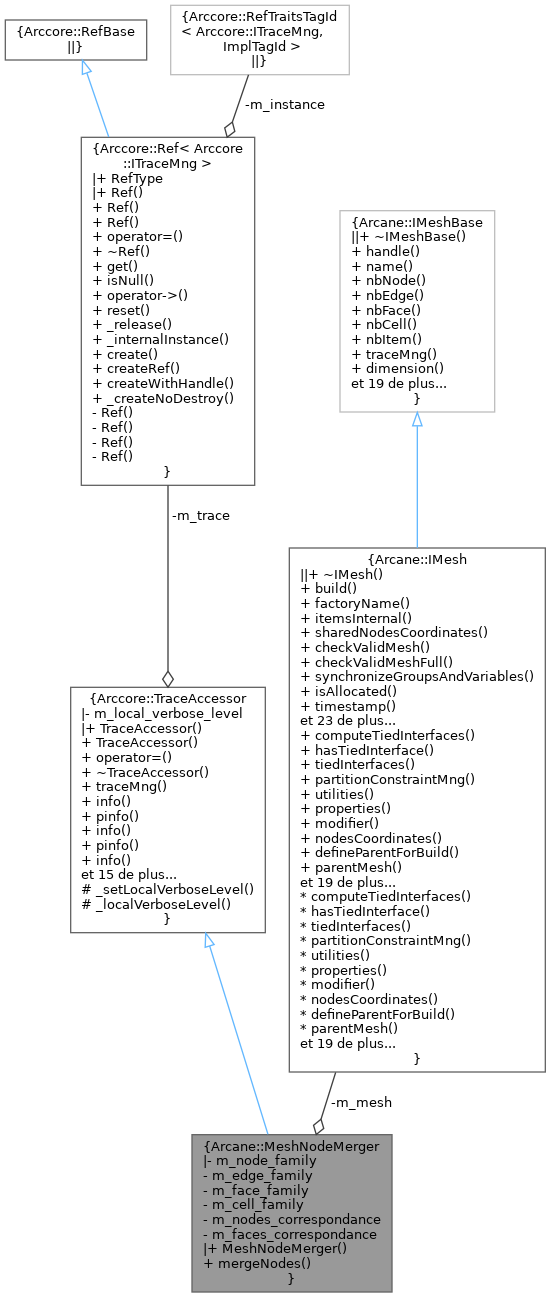 {Arccore::RefBase
||}
{Arccore::RefTraitsTagId
< Arccore::ITraceMng,
ImplTagId >
||}
-m_instance
{Arccore::Ref< Arccore
::ITraceMng >
|+ RefType
|+ Ref()
+ Ref()
+ Ref()
+ operator=()
+ ~Ref()
+ get()
+ isNull()
+ operator->()
+ reset()
+ _release()
+ _internalInstance()
+ create()
+ createRef()
+ createWithHandle()
+ _createNoDestroy()
- Ref()
- Ref()
- Ref()
- Ref()
}
{Arcane::IMeshBase
||+ ~IMeshBase()
+ handle()
+ name()
+ nbNode()
+ nbEdge()
+ nbFace()
+ nbCell()
+ nbItem()
+ traceMng()
+ dimension()
et 19 de plus...
}
-m_trace
{Arcane::IMesh
||+ ~IMesh()
+ build()
+ factoryName()
+ itemsInternal()
+ sharedNodesCoordinates()
+ checkValidMesh()
+ checkValidMeshFull()
+ synchronizeGroupsAndVariables()
+ isAllocated()
+ timestamp()
et 23 de plus...
+ computeTiedInterfaces()
+ hasTiedInterface()
+ tiedInterfaces()
+ partitionConstraintMng()
+ utilities()
+ properties()
+ modifier()
+ nodesCoordinates()
+ defineParentForBuild()
+ parentMesh()
et 19 de plus...
* computeTiedInterfaces()
* hasTiedInterface()
* tiedInterfaces()
* partitionConstraintMng()
* utilities()
* properties()
* modifier()
* nodesCoordinates()
* defineParentForBuild()
* parentMesh()
et 19 de plus...
}
{Arccore::TraceAccessor
|- m_local_verbose_level
|+ TraceAccessor()
+ TraceAccessor()
+ operator=()
+ ~TraceAccessor()
+ traceMng()
+ info()
+ pinfo()
+ info()
+ pinfo()
+ info()
et 15 de plus...
# _setLocalVerboseLevel()
# _localVerboseLevel()
}
-m_mesh
{Arcane::MeshNodeMerger
|- m_node_family
- m_edge_family
- m_face_family
- m_cell_family
- m_nodes_correspondance
- m_faces_correspondance
|+ MeshNodeMerger()
+ mergeNodes()
}